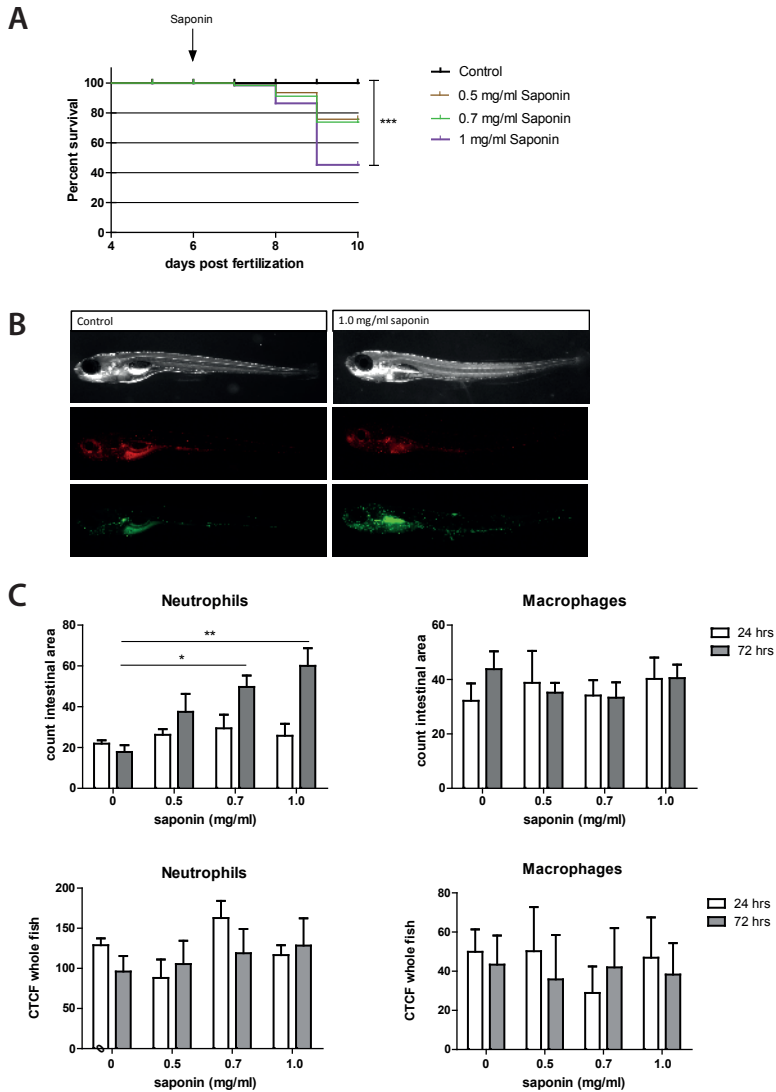 A
Saponin
100
80
60
40
20
0
Percent survival
4 6 8 10
days post fertilization
***
Control
0.5 mg/ml Saponin
0.7 mg/ml Saponin
1 mg/ml Saponin
B
Control
1.0 mg/ml saponin
C
Neutrophils
80
60
40
20
0
count intestinal area
**
*
0 0.5 0.7 1.0
saponin (mg/ml)
Macrophages
60
40
20
0
count intestinal area
0 0.5 0.7 1.0
saponin (mg/ml)
24 hrs
72 hrs
Neutrophils
200
150
100
50
0
CTCF whole fish
0 0.5 0.7 1.0
saponin (mg/ml)
Macrophages
80
60
40
20
0
CTCF whole fish
0 0.5 0.7 1.0
saponin (mg/ml)
24 hrs
72 hrs